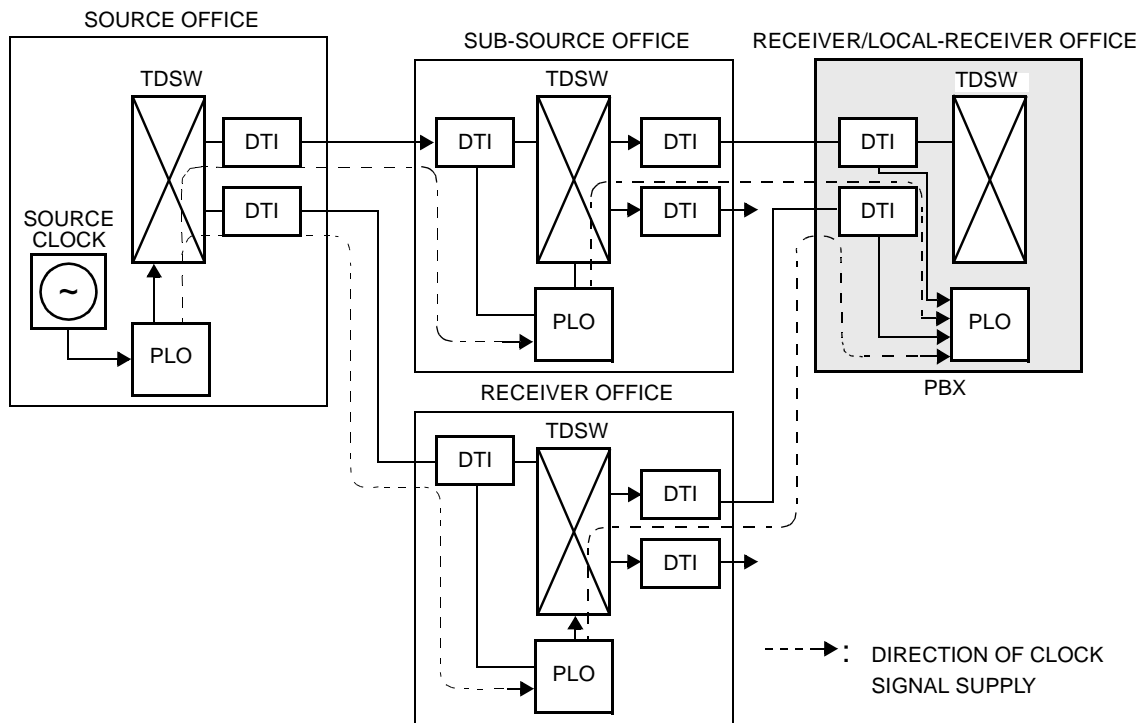 SOURCE OFFICE
TDSW
DTI
DTI
SOURCE
CLOCK
~
PLO
SUB-SOURCE OFFICE
TDSW
DTI
DTI
DTI
PLO
RECEIVER/LOCAL-RECEIVER OFFICE
TDSW
DTI
DTI
PLO
PBX
RECEIVER OFFICE
TDSW
DTI
DTI
DTI
PLO
: DIRECTION OF CLOCK
SIGNAL SUPPLY